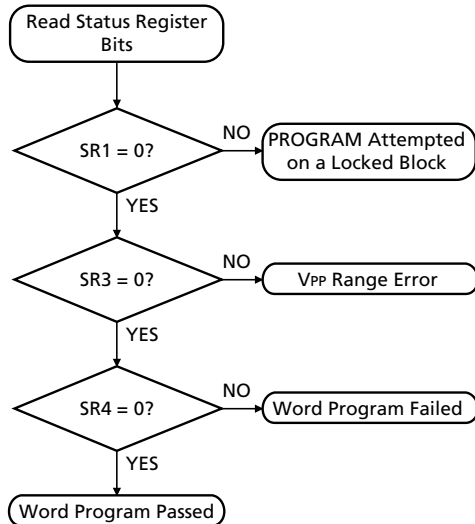 Read Status Register
Bits
SR1 = 0?
NO
PROGRAM Attempted
on a Locked Block
YES
SR3 = 0?
NO
VPP Range Error
YES
SR4 = 0?
NO
Word Program Failed
YES
Word Program Passed